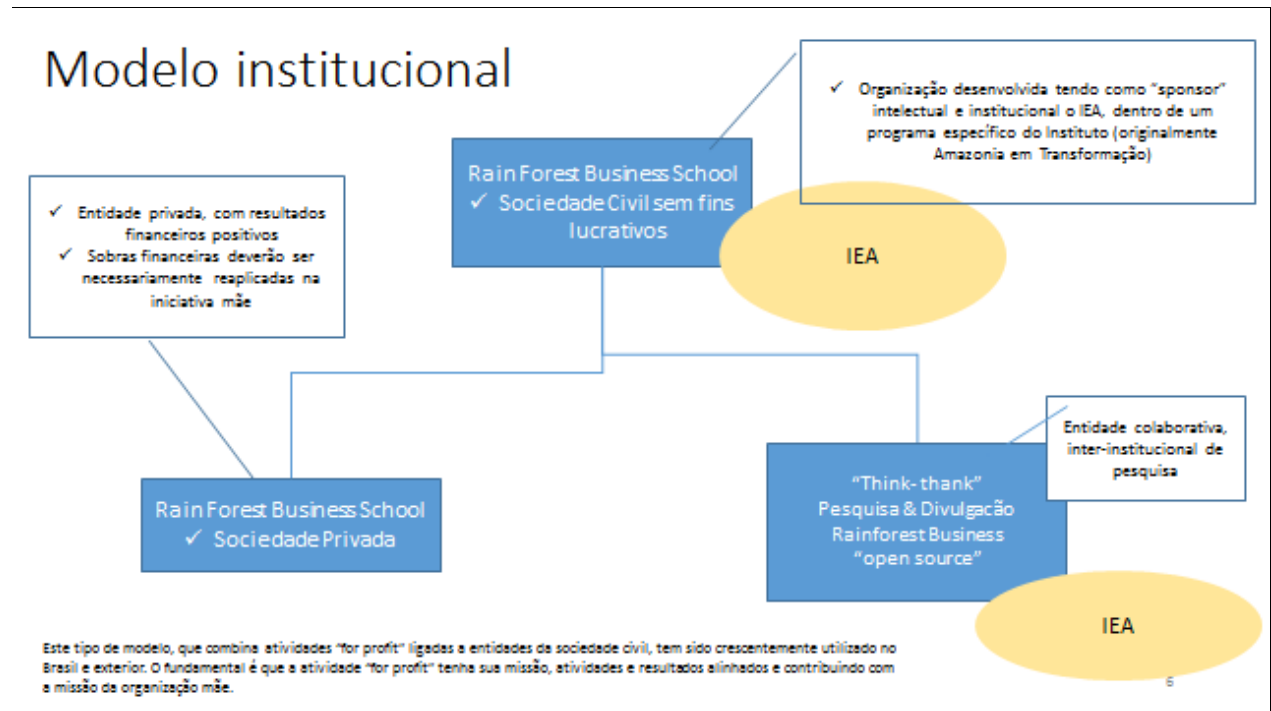 Modelo institucional
✓ Organização desenvolvida tendo como “sponsor”
intelectual e institucional o IEA, dentro de um
programa específico do Instituto (originalmente
Amazonia em Transformação)
Rain Forest Business School
✓ Sociedade Civil sem fins
lucrativos
IEA
✓ Entidade privada, com resultados
financeiros positivos
✓ Sobras financeiras deverão ser
necessariamente reaplicadas na
iniciativa mãe
Entidade colaborativa,
inter-institucional de
pesquisa
Rain Forest Business School
✓ Sociedade Privada
“Think- thank”
Pesquisa & Divulgacão
Rainforest Business
“open source”
IEA
Este tipo de modelo, que combina atividades “for profit” ligadas a entidades da sociedade civil, tem sido crescentemente utilizado no
Brasil e exterior. O fundamental é que a atividade “for profit” tenha sua missão, atividades e resultados alinhados e contribuindo com
a missão da organização mãe.
6